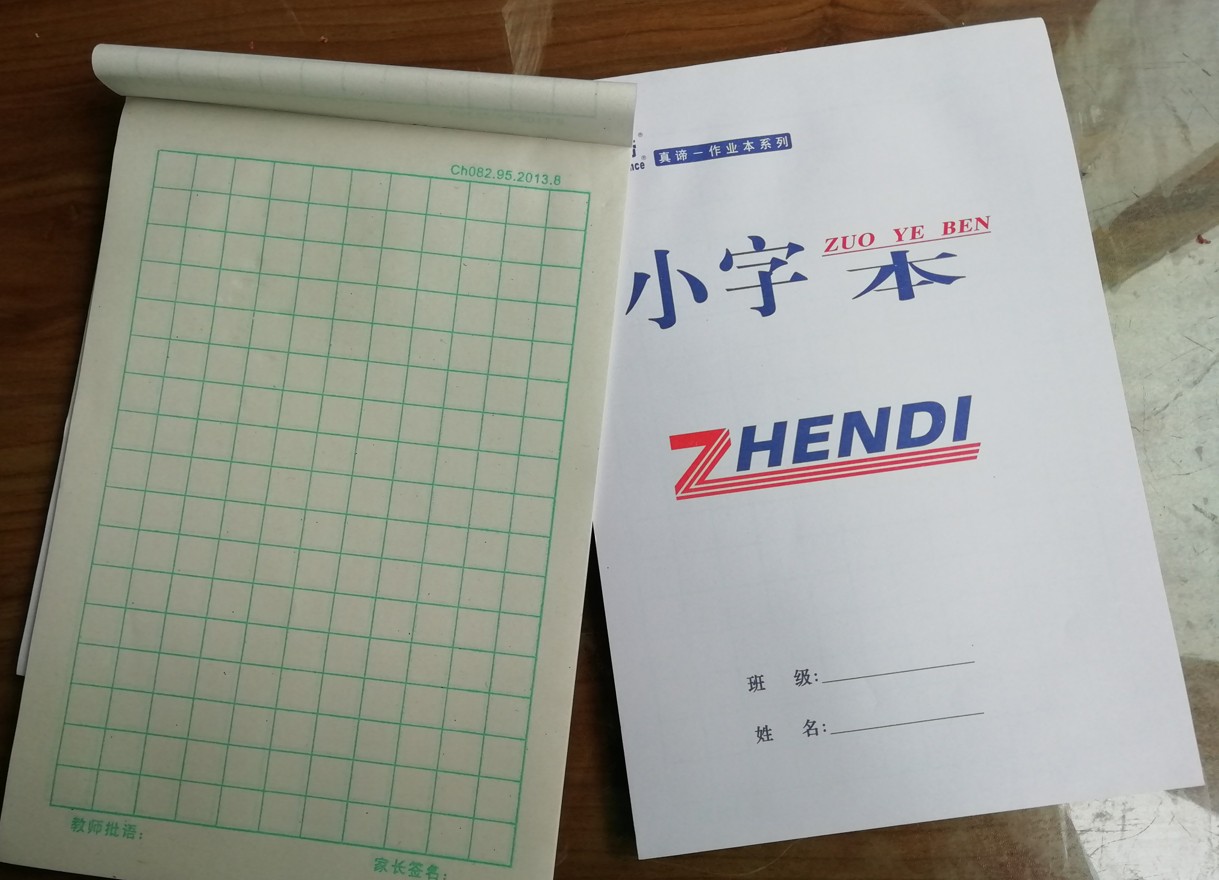 Ch082.95.2013.8
教师批语:
家长签名:
真谛—作业本系列
ZUO YE BEN
小字本
ZHENDI
班 级:
姓 名: